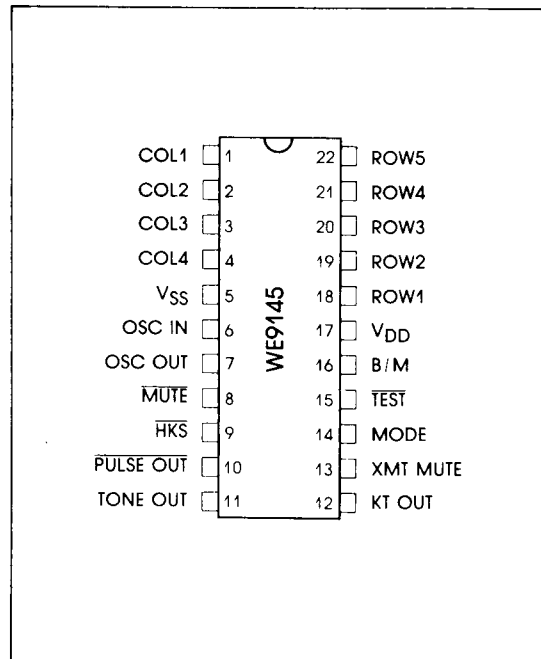 COL1 1 22 ROW5
COL2 2 21 ROW4
COL3 3 20 ROW3
COL4 4 19 ROW2
VSS 5 18 ROW1
OSC IN 6 17 VDD
OSC OUT 7 16 B/M
MUTE 8 15 TEST
HKS 9 14 MODE
PULSE OUT 10 13 XMT MUTE
TONE OUT 11 12 KT OUT
WE9145